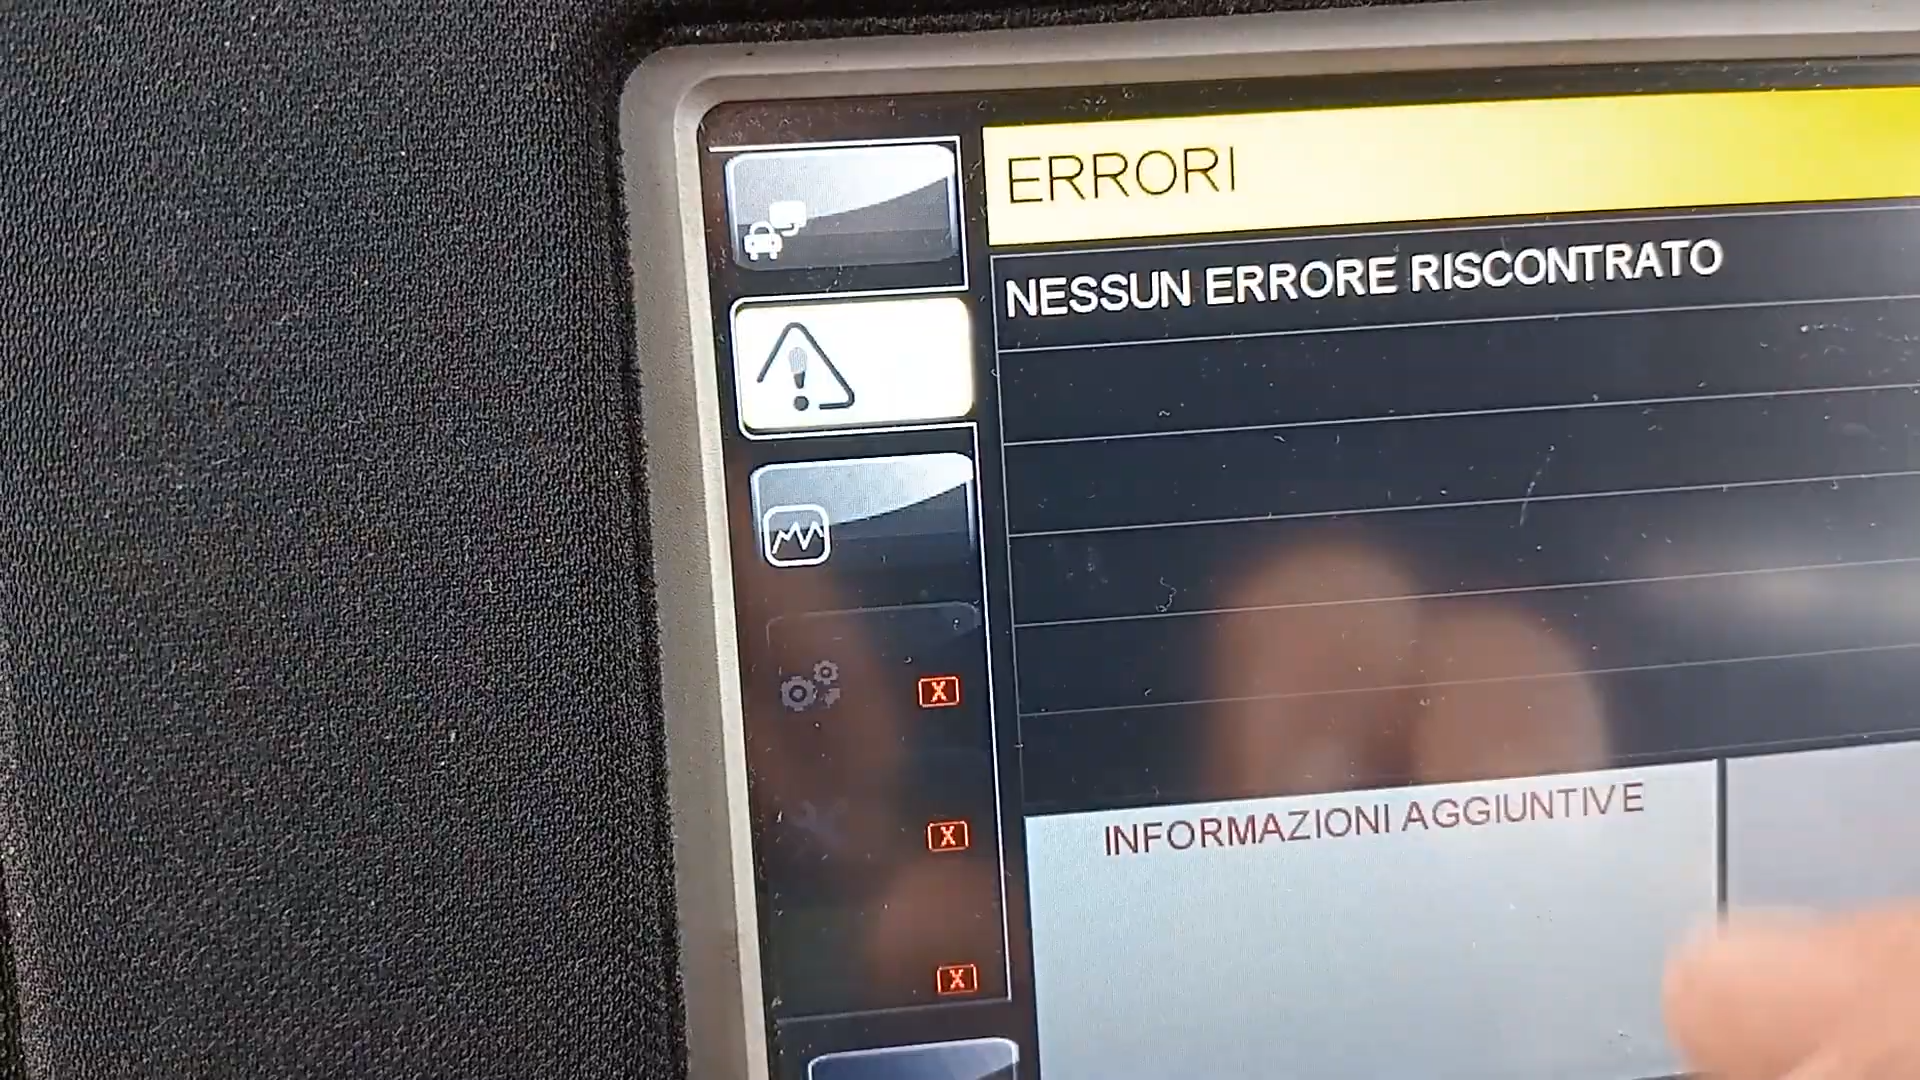 ERRORI
NESSUN ERRORE RISCONTRATO
X
X
X
INFORMAZIONI AGGIUNTIVE